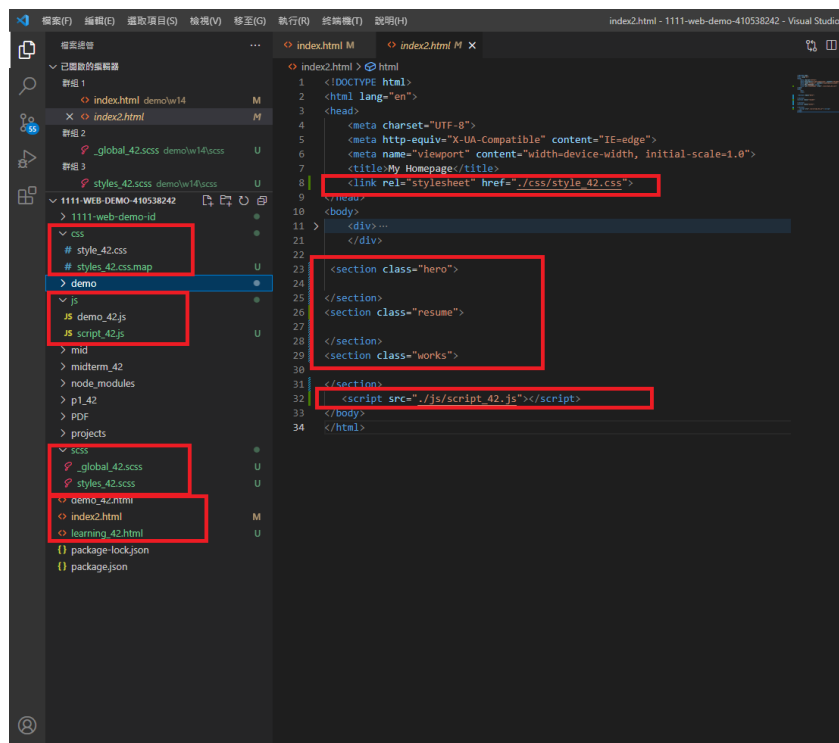 檔案(F) 編輯(E) 選取項目(S) 檢視(V) 移至(G) 執行(R) 終端機(T) 說明(H) index2.html - 1111-web-demo-410538242 - Visual Studio
檔案總管 ...
已開啟的編輯器
群組 1
index.html demo\w14 M
index2.html M
群組 2
_global_42.scss demo\w14\scss U
群組 3
styles_42.scss demo\w14\scss U
1111-WEB-DEMO-410538242
1111-web-demo-id
css
# style_42.css
# styles_42.css.map U
demo
js
JS demo_42.js
JS script_42.js U
mid
midterm_42
node_modules
p1_42
PDF
projects
scss
_global_42.scss U
styles_42.scss U
demo_42.html
index2.html M
learning_42.html U
{} package-lock.json
{} package.json
55
index.html M index2.html M
index2.html > html
1 <!DOCTYPE html>
2 <html lang="en">
3 <head>
4 <meta charset="UTF-8">
5 <meta http-equiv="X-UA-Compatible" content="IE=edge">
6 <meta name="viewport" content="width=device-width, initial-scale=1.0">
7 <title>My Homepage</title>
8 <link rel="stylesheet" href="./css/style_42.css">
9 </head>
10 <body>
11 <div>...
21 </div>
22
23 <section class="hero">
24
25 </section>
26 <section class="resume">
27
28 </section>
29 <section class="works">
30
31 </section>
32 <script src="./js/script_42.js"></script>
33 </body>
34 </html>